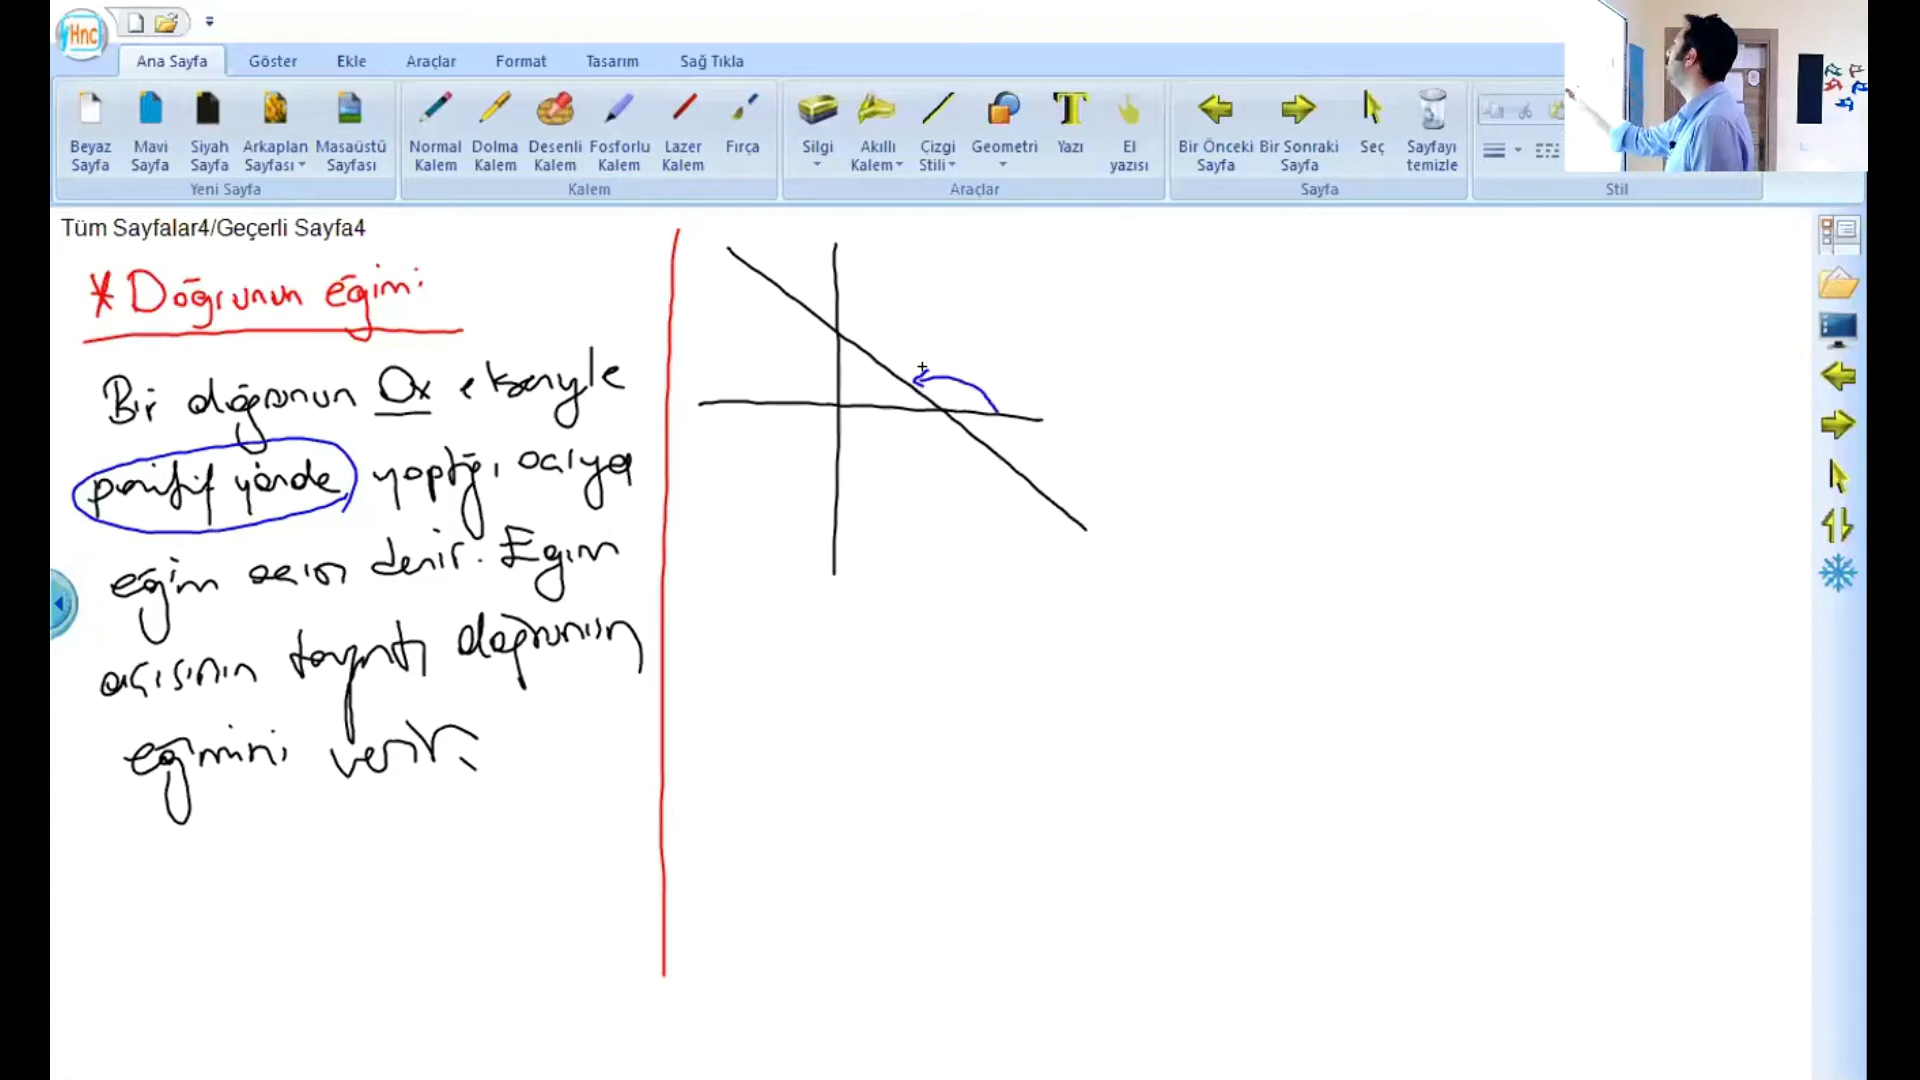 Hnc
Ana Sayfa Göster Ekle Araçlar Format Tasarım Sağ Tıkla
Beyaz Sayfa Mavi Sayfa Siyah Sayfa Arkaplan Sayfası Masaüstü Sayfası
Yeni Sayfa
Normal Kalem Dolma Kalem Desenli Kalem Fosforlu Kalem Lazer Kalem Fırça
Kalem
Silgi Akıllı Kalem Çizgi Stili Geometri Yazı El yazısı
Araçlar
Bir Önceki Sayfa Bir Sonraki Sayfa Seç Sayfayı temizle
Sayfa
Stil
Tüm Sayfalar4/Geçerli Sayfa4
* Doğrunun eğimi
Bir doğrunun Ox ekseniyle
pozitif yönde yaptığı açıya
eğim açısı denir. Eğim
açısının tanjantı doğrunun
eğimini verir.